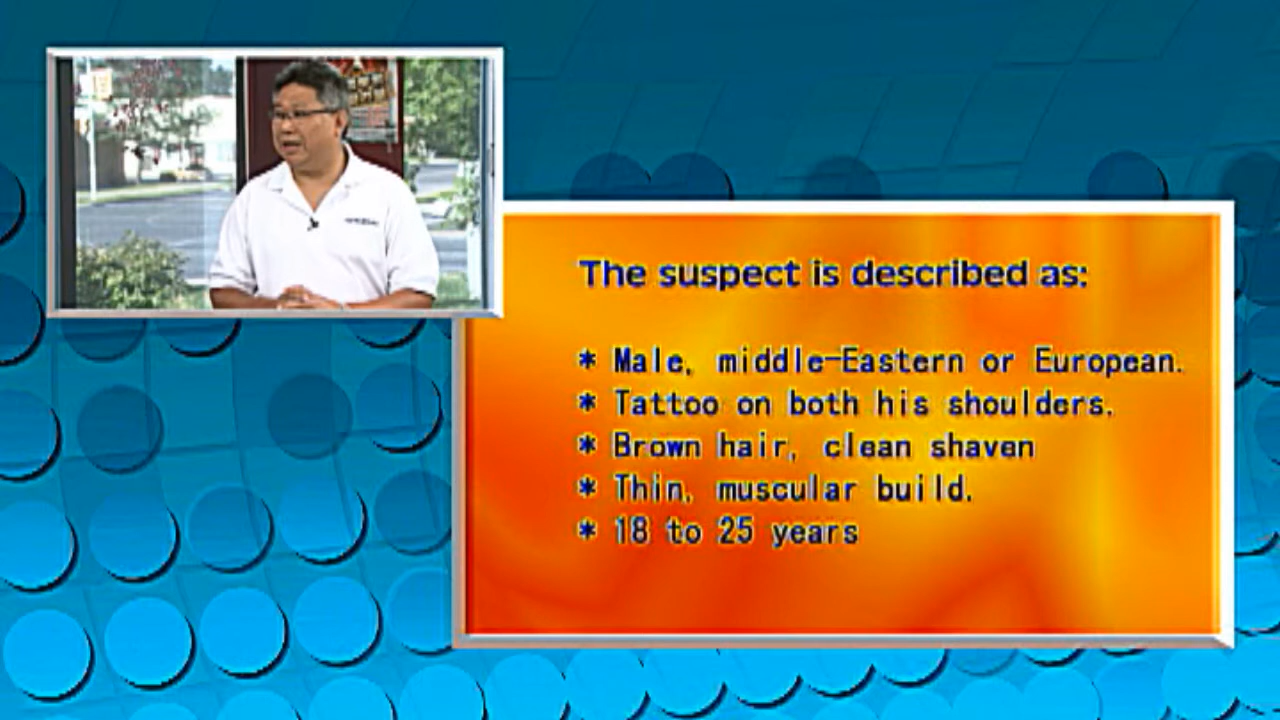 The suspect is described as:
* Male, middle-Eastern or European.
* Tattoo on both his shoulders.
* Brown hair, clean shaven
* Thin, muscular build.
* 18 to 25 years